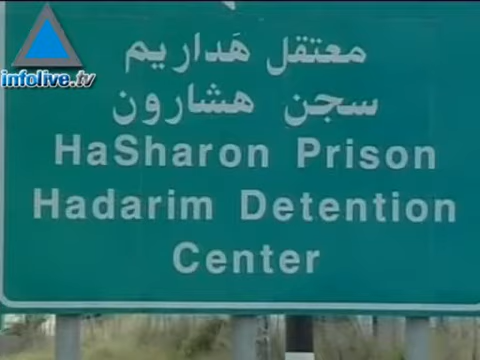 infolive.tv
معتقل هَداريم
سجن هشارون
HaSharon Prison
Hadarim Detention
Center